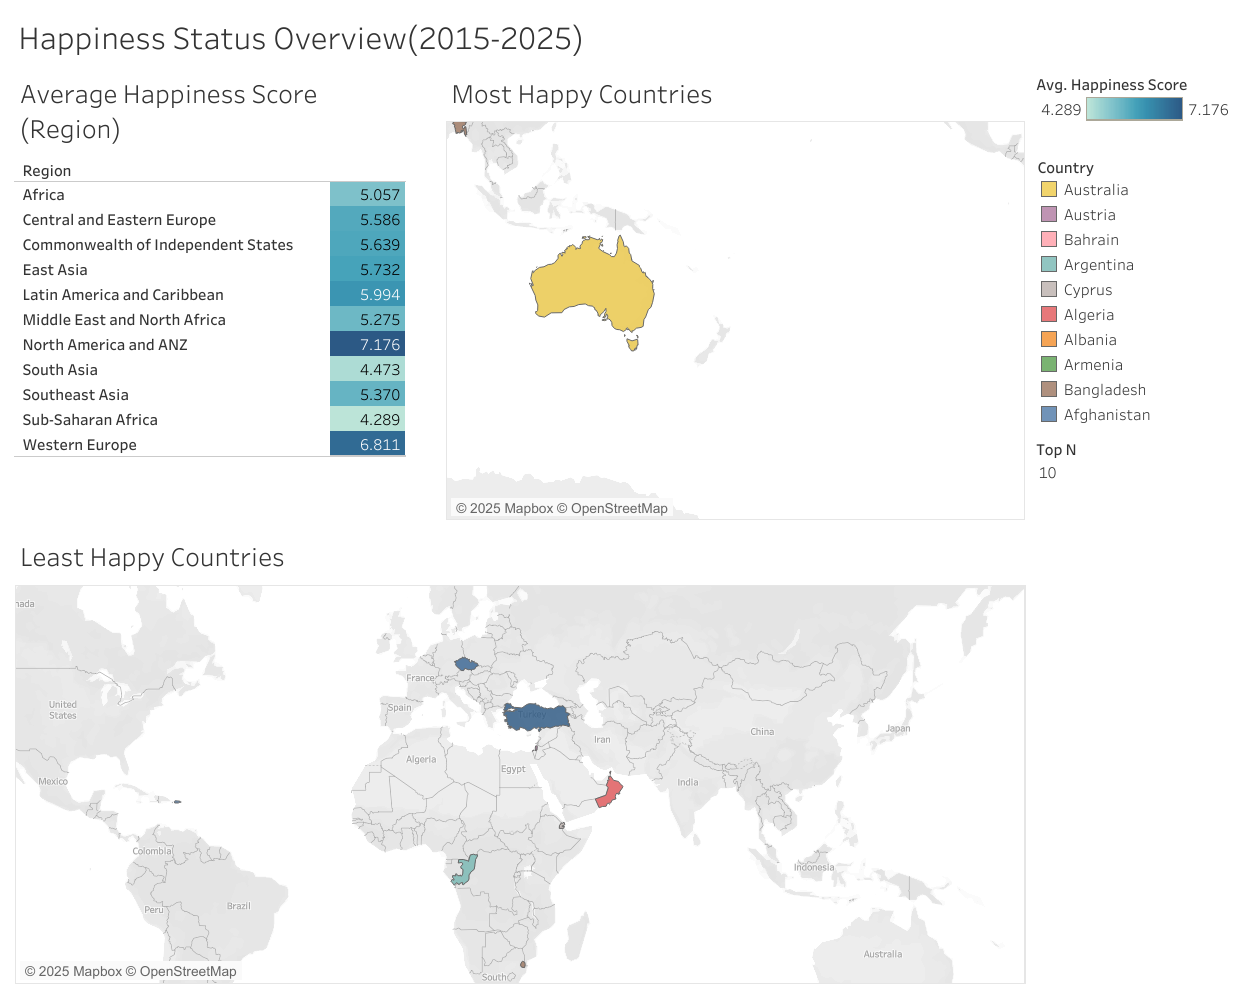 Happiness Status Overview(2015-2025)
Average Happiness Score
(Region)
Region
Africa 5.057
Central and Eastern Europe 5.586
Commonwealth of Independent States 5.639
East Asia 5.732
Latin America and Caribbean 5.994
Middle East and North Africa 5.275
North America and ANZ 7.176
South Asia 4.473
Southeast Asia 5.370
Sub-Saharan Africa 4.289
Western Europe 6.811
Most Happy Countries
© 2025 Mapbox © OpenStreetMap
Avg. Happiness Score
4.289 7.176
Country
Australia
Austria
Bahrain
Argentina
Cyprus
Algeria
Albania
Armenia
Bangladesh
Afghanistan
Top N
10
Least Happy Countries
nada
France
United
States
Spain
Turkey
China
Japan
Iran
Algeria
Egypt
Mexico
India
Colombia
Indonesia
Peru
Brazil
Australia
South
© 2025 Mapbox © OpenStreetMap